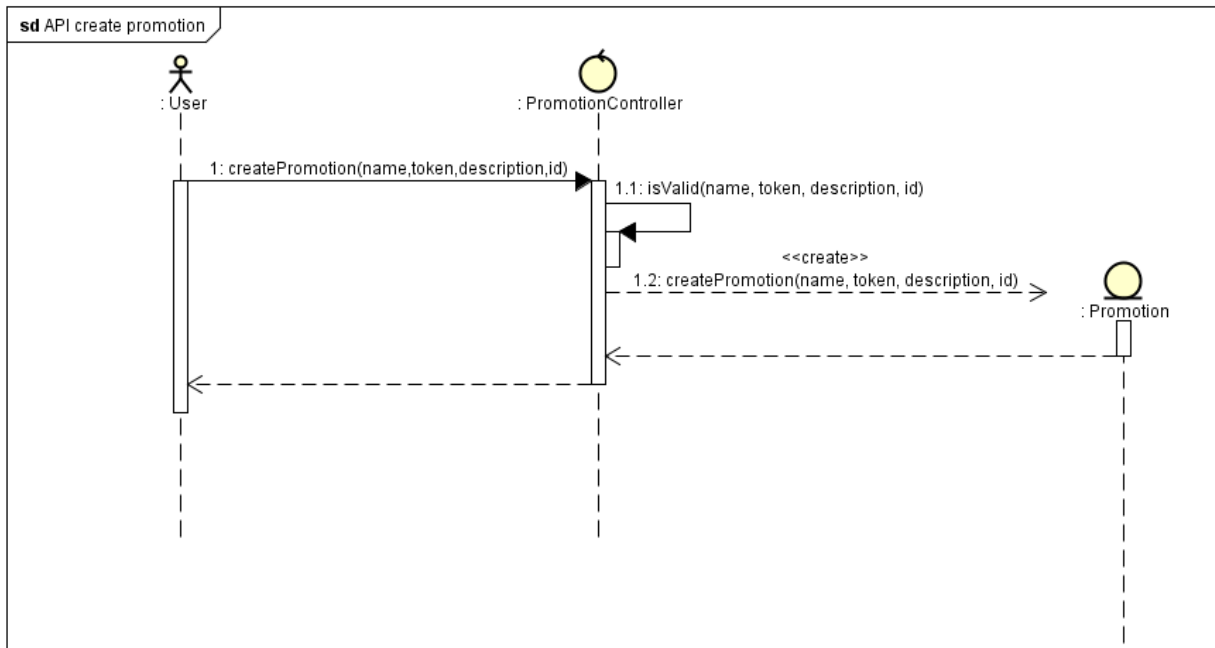 sd API create promotion
: User
: PromotionController
1: createPromotion(name,token,description,id)
1.1: isValid(name, token, description, id)
<<create>>
1.2: createPromotion(name, token, description, id)
: Promotion